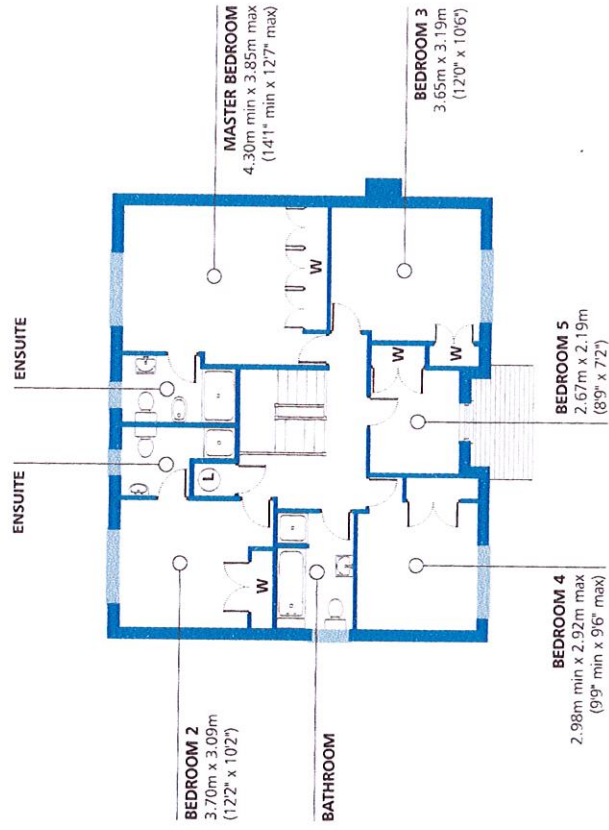 ENSUITE
ENSUITE
MASTER BEDROOM
4.30m min x 3.85m max
(14'1" min x 12'7" max)
BEDROOM 2
3.70m x 3.09m
(12'2" x 10'2")
L
W
W
BATHROOM
W
W
BEDROOM 3
3.65m x 3.19m
(12'0" x 10'6")
BEDROOM 4
2.98m min x 2.92m max
(9'9" min x 9'6" max)
BEDROOM 5
2.67m x 2.19m
(8'9" x 7'2")